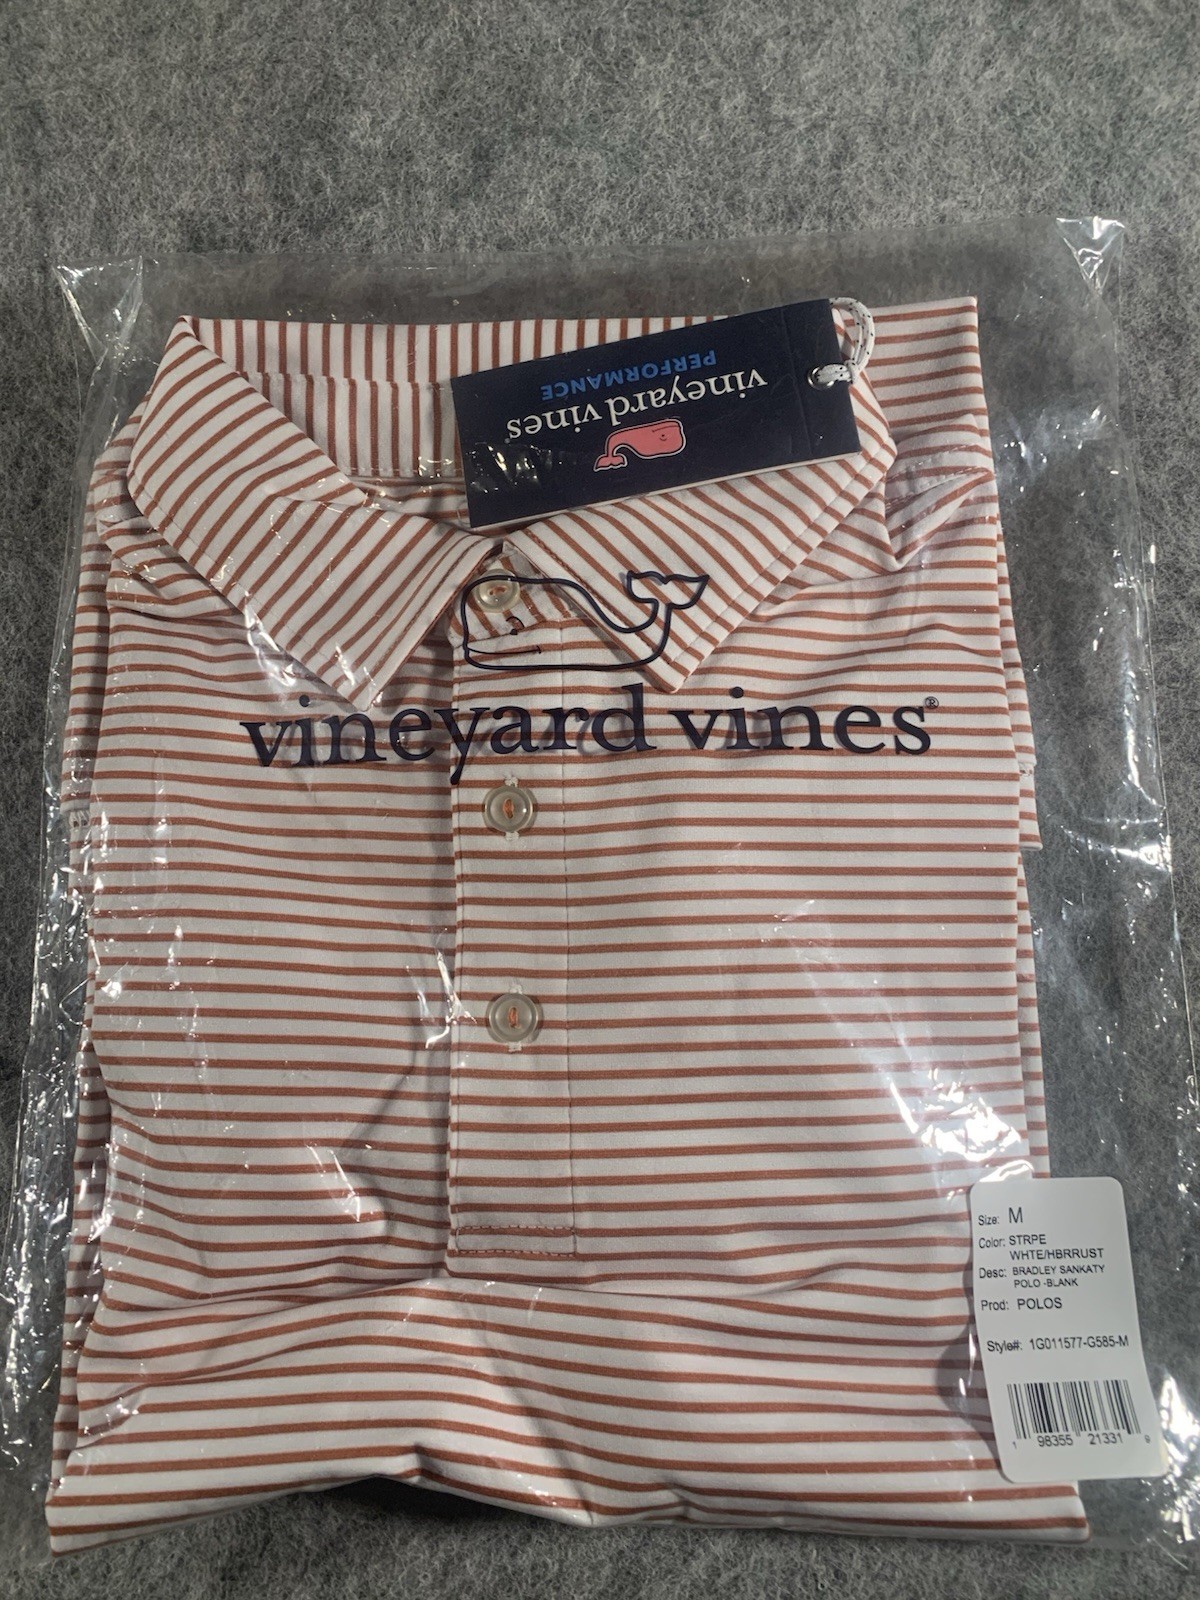 vineyard vines
PERFORMANCE
vineyard vines®
Size: M
Color: STRPE
WHTE/HBRRUST
Desc: BRADLEY SANKATY
POLO -BLANK
Prod: POLOS
Style#: 1G011577-G585-M
1 98355 21331 9